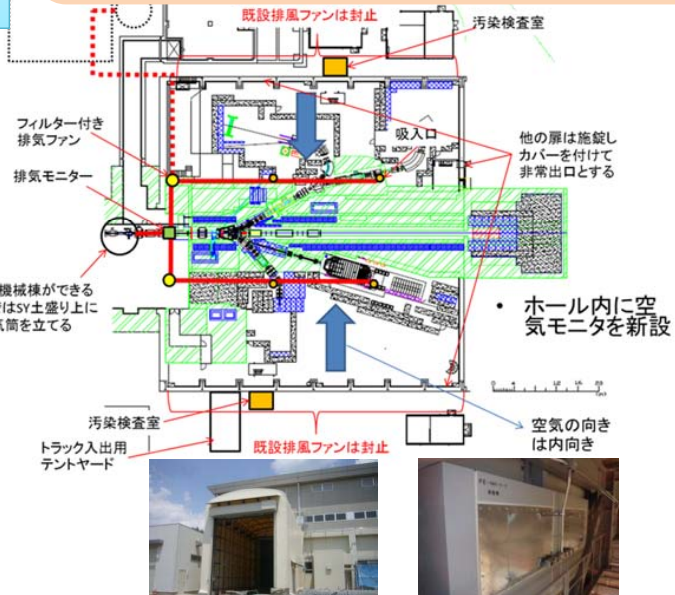 既設排風ファンは封止
汚染検査室
フィルター付き
排気ファン
吸入口
他の扉は施錠し
カバーを付けて
非常出口とする
排気モニター
機械棟ができる
はSY土盛り上に
気筒を立てる
• ホール内に空
気モニタを新設
汚染検査室
空気の向き
は内向き
トラック入出用
テントヤード
既設排風ファンは封止